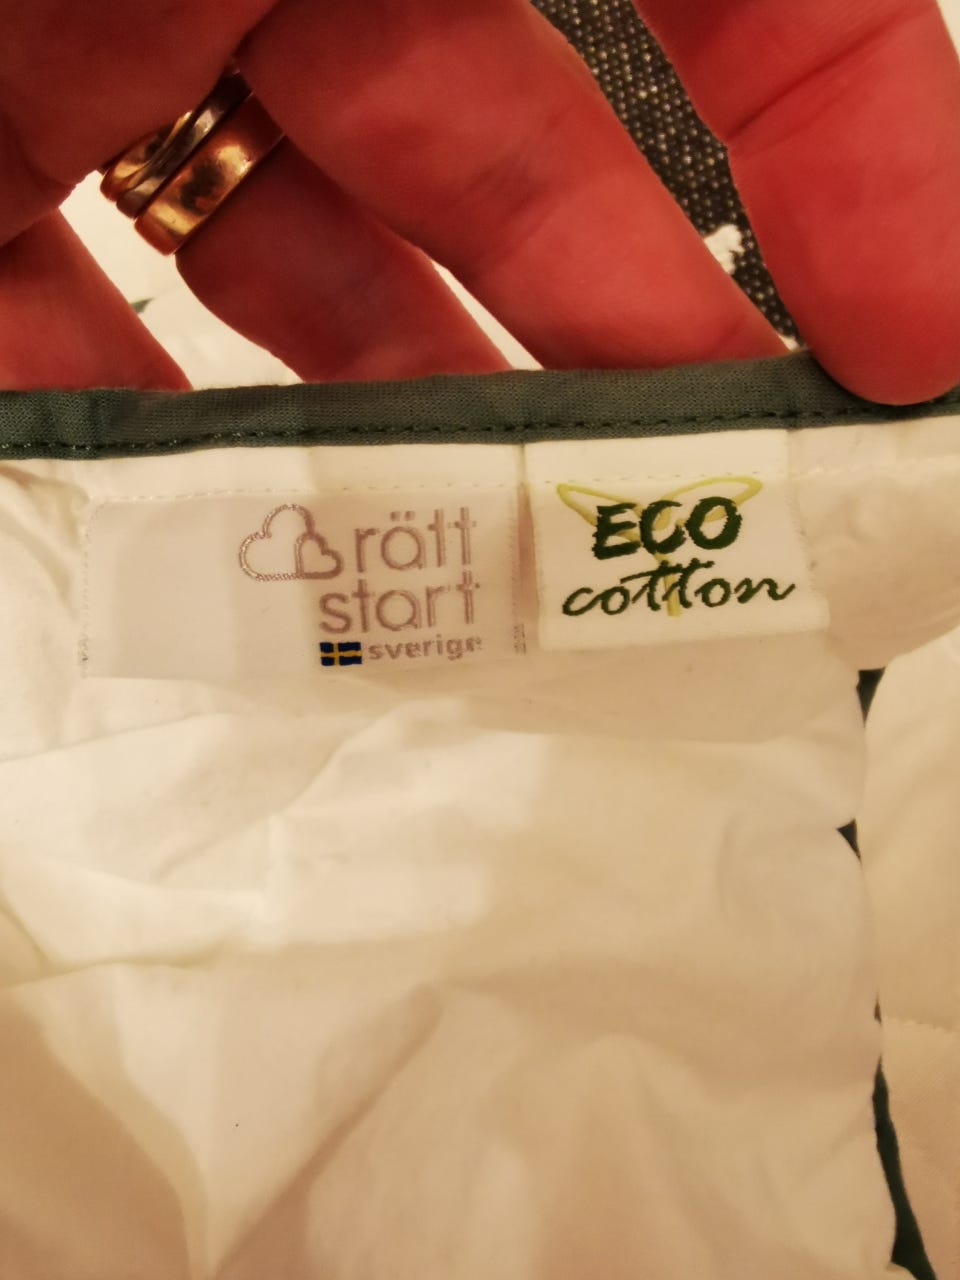 rätt
start
sverige
ECO
cotton